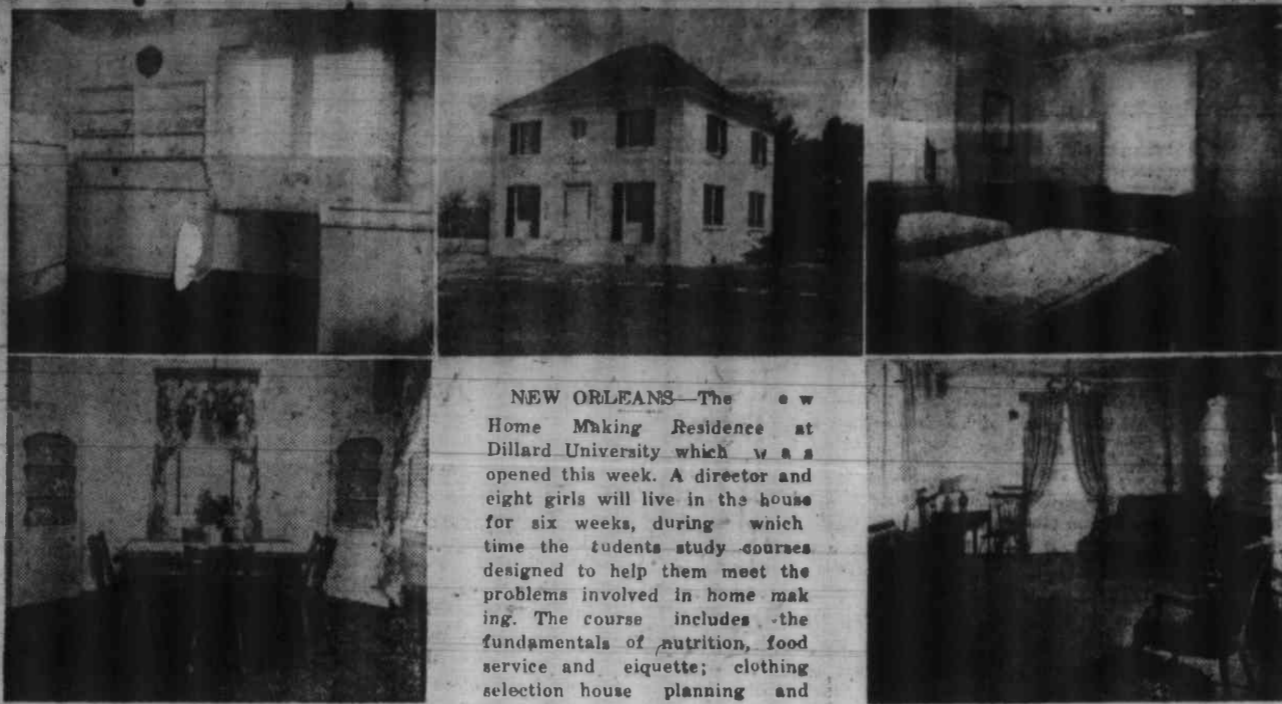 NEW ORLEANS—The ew
Home Making Residence at
Dillard University which was
opened this week. A director and
eight girls will live in the house
for six weeks, during which
time the tudents study courses
designed to help them meet the
problems involved in home mak
ing. The course includes the
fundamentals of nutrition, food
service and eiquette; clothing
selection house planning and